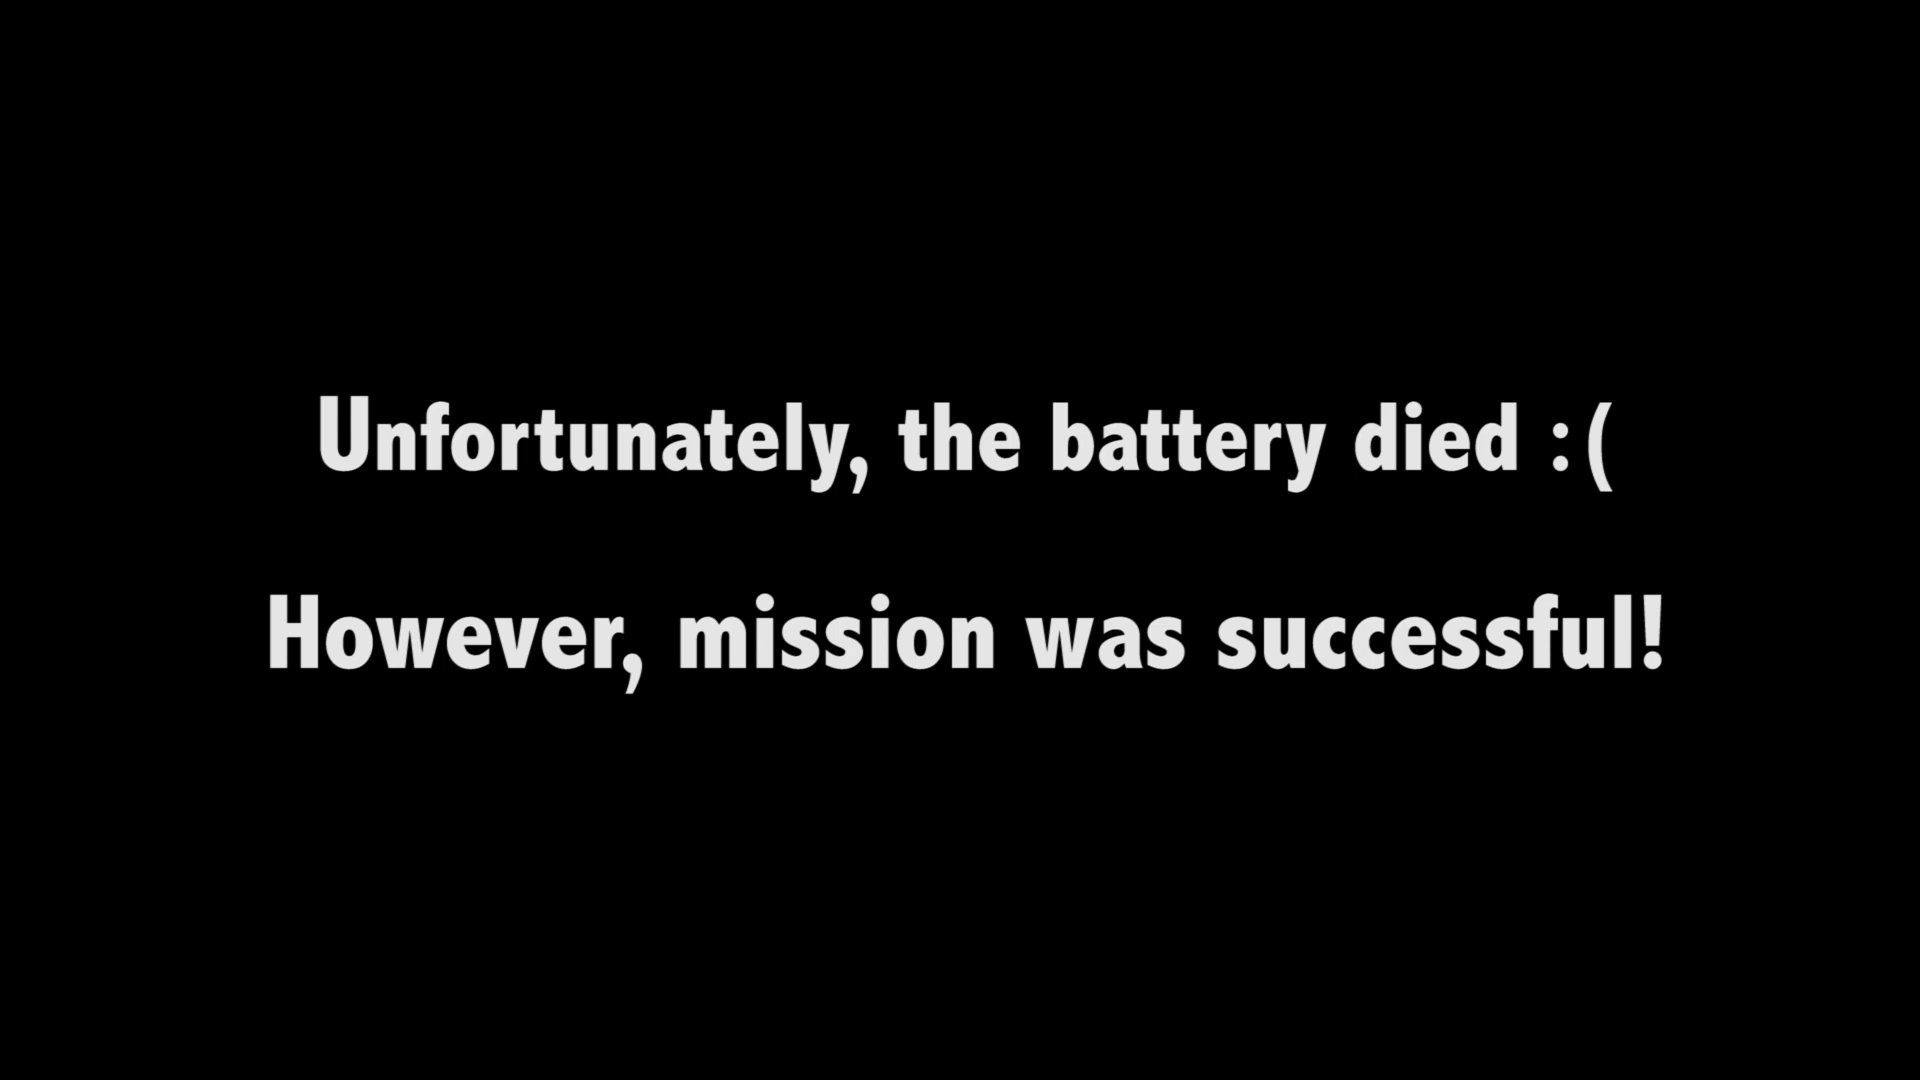 Unfortunately, the battery died :(
However, mission was successful!